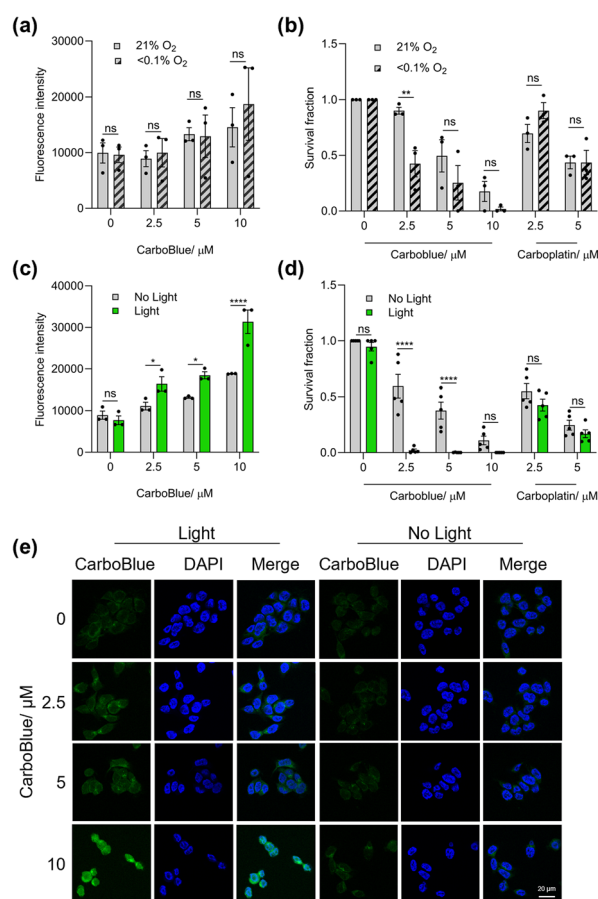 (a)
40000
30000
20000
10000
0
Fluorescence intensity
21% O2
<0.1% O2
ns
ns
ns
ns
0
2.5
5
10
CarboBlue/ μM
(b)
1.5
1.0
0.5
0.0
Survival fraction
21% O2
<0.1% O2
**
ns
ns
ns
ns
0
2.5
5
10
2.5
5
Carboblue/ μM
Carboplatin/ μM
(c)
40000
30000
20000
10000
0
Fluorescence intensity
No Light
Light
ns
*
*
****
0
2.5
5
10
CarboBlue/ μM
(d)
1.5
1.0
0.5
0.0
Survival fraction
No Light
Light
ns
****
****
ns
ns
ns
0
2.5
5
10
2.5
5
Carboblue/ μM
Carboplatin/ μM
(e)
Light
No Light
CarboBlue
DAPI
Merge
CarboBlue
DAPI
Merge
CarboBlue/ μM
0
2.5
5
10
20 μm